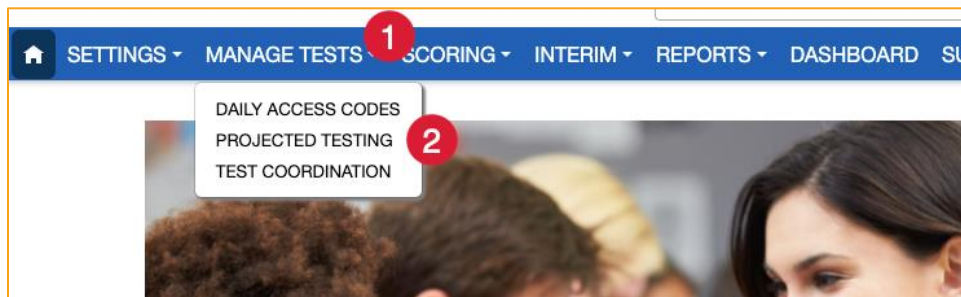 SETTINGS MANAGE TESTS 1 SCORING INTERIM REPORTS DASHBOARD
DAILY ACCESS CODES
PROJECTED TESTING 2
TEST COORDINATION